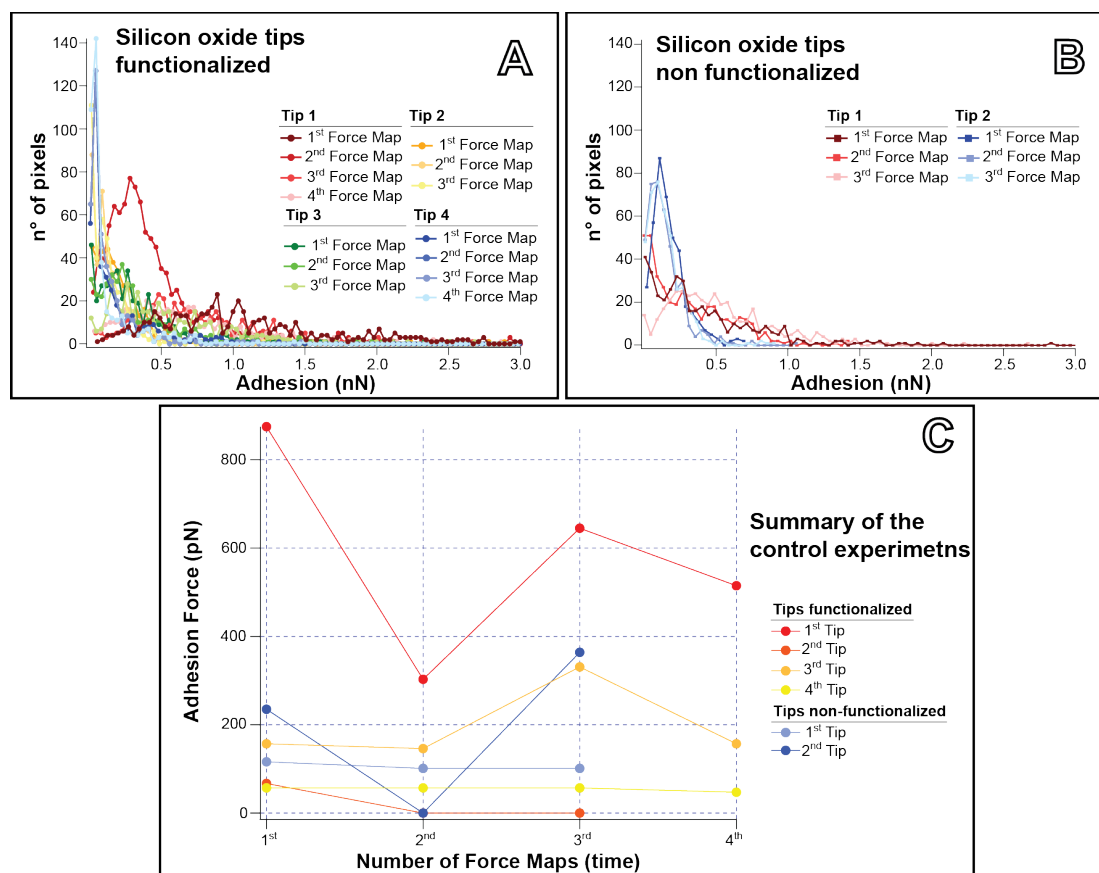 Silicon oxide tips
functionalized
A
n° of pixels
140
120
100
80
60
40
20
0
0.5
1.0
1.5
2.0
2.5
3.0
Adhesion (nN)
Tip 1
1st Force Map
2nd Force Map
3rd Force Map
4th Force Map
Tip 2
1st Force Map
2nd Force Map
3rd Force Map
Tip 3
1st Force Map
2nd Force Map
3rd Force Map
Tip 4
1st Force Map
2nd Force Map
3rd Force Map
4th Force Map
Silicon oxide tips
non functionalized
B
n° of pixels
140
120
100
80
60
40
20
0
0.5
1.0
1.5
2.0
2.5
3.0
Adhesion (nN)
Tip 1
1st Force Map
2nd Force Map
3rd Force Map
Tip 2
1st Force Map
2nd Force Map
3rd Force Map
C
Adhesion Force (pN)
800
600
400
200
0
1st
2nd
3rd
4th
Number of Force Maps (time)
Summary of the
control experimetns
Tips functionalized
1st Tip
2nd Tip
3rd Tip
4th Tip
Tips non-functionalized
1st Tip
2nd Tip